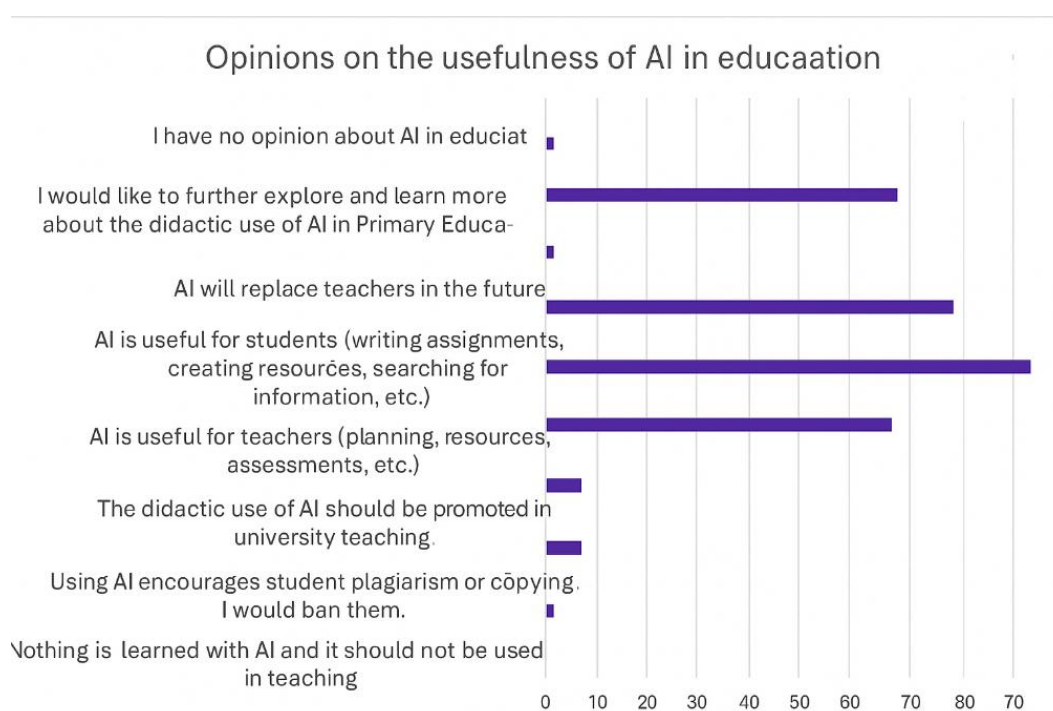 Opinions on the usefulness of AI in educaation
I have no opinion about AI in educiat
I would like to further explore and learn more
about the didactic use of AI in Primary Educa-
AI will replace teachers in the future
AI is useful for students (writing assignments,
creating resources, searching for
information, etc.)
AI is useful for teachers (planning, resources,
assessments, etc.)
The didactic use of AI should be promoted in
university teaching.
Using AI encourages student plagiarism or cōpying.
I would ban them.
Nothing is learned with AI and it should not be used
in teaching
0 10 20 30 40 50 60 70 80 70